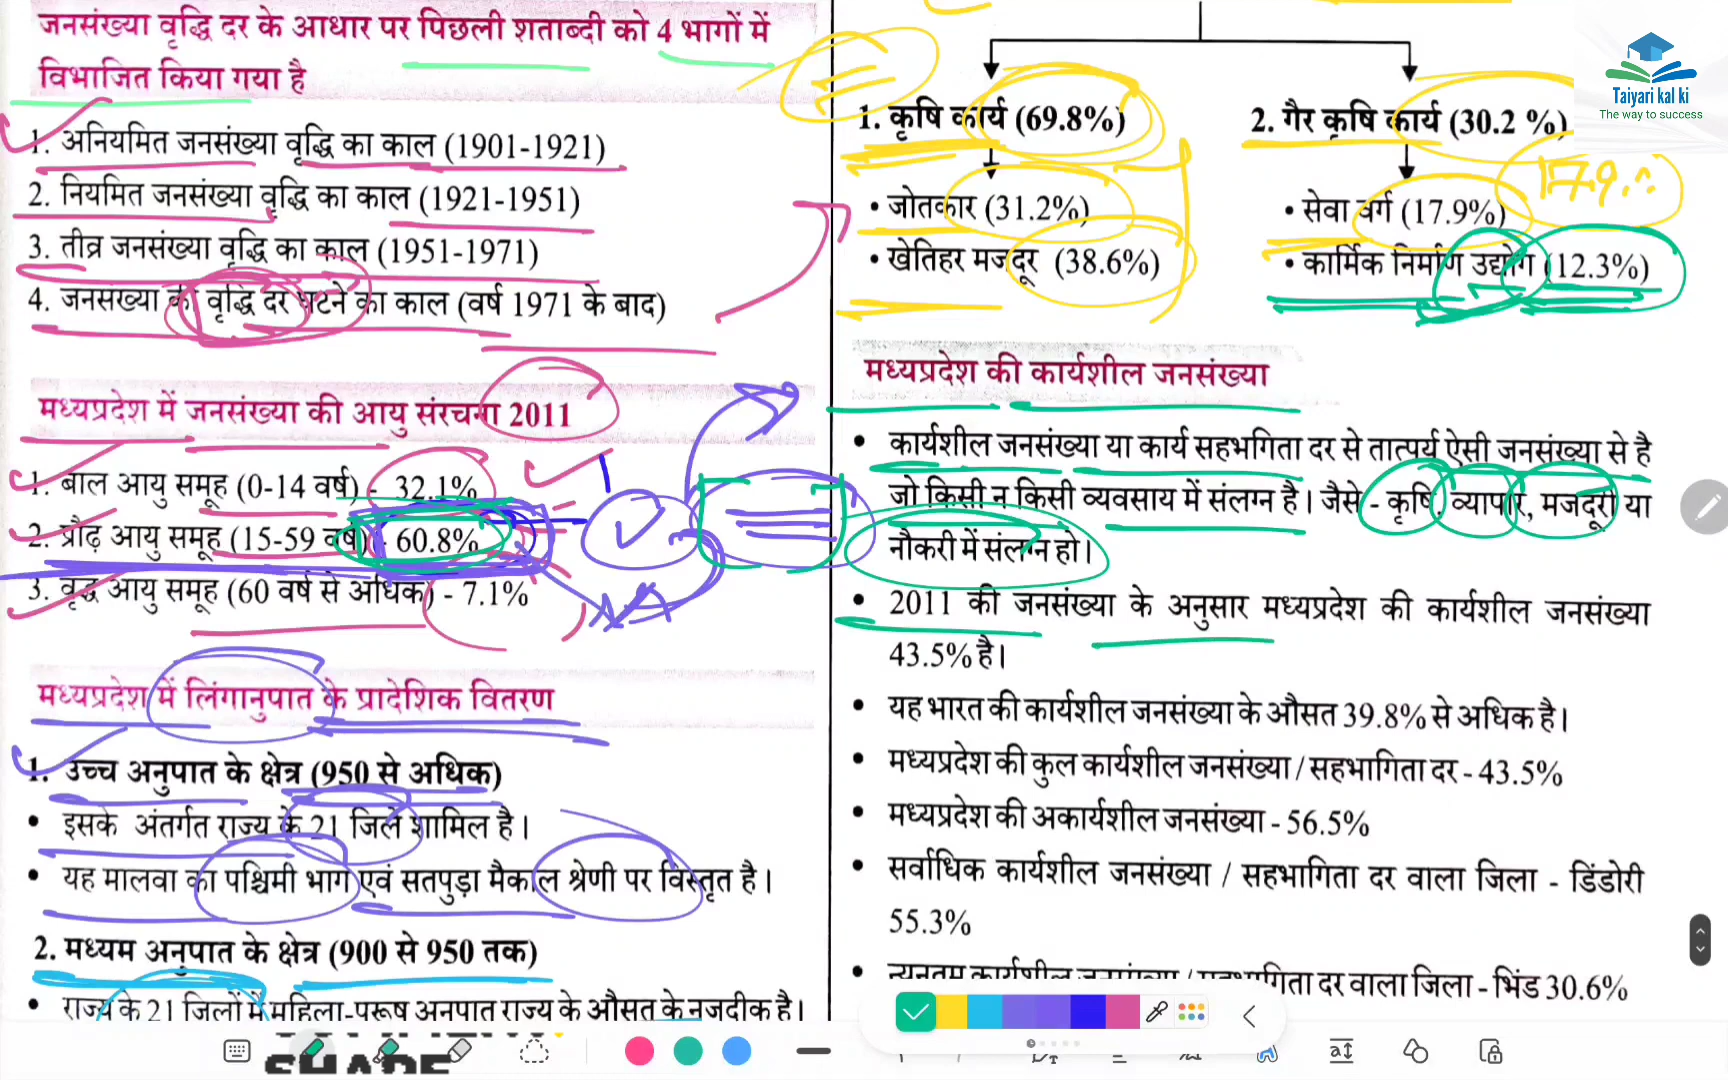 जनसंख्या वृद्धि दर के आधार पर पिछली शताब्दी को 4 भागों में
विभाजित किया गया है
1. अनियमित जनसंख्या वृद्धि का काल (1901-1921)
2. नियमित जनसंख्या वृद्धि का काल (1921-1951)
3. तीव्र जनसंख्या वृद्धि का काल (1951-1971)
4. जनसंख्या की वृद्धि दर घटने का काल (वर्ष 1971 के बाद)
मध्यप्रदेश में जनसंख्या की आयु संरचना 2011
1. बाल आयु समूह (0-14 वर्ष) - 32.1%
2. प्रौढ़ आयु समूह (15-59 वर्ष) - 60.8%
3. वृद्ध आयु समूह (60 वर्ष से अधिक) - 7.1%
मध्यप्रदेश में लिंगानुपात के प्रादेशिक वितरण
1. उच्च अनुपात के क्षेत्र (950 से अधिक)
• इसके अंतर्गत राज्य के 21 जिले शामिल है।
• यह मालवा का पश्चिमी भाग एवं सतपुड़ा मैकाल श्रेणी पर विस्तृत है।
2. मध्यम अनुपात के क्षेत्र (900 से 950 तक)
• राज्य के 21 जिलों में महिला-पुरूष अनुपात राज्य के औसत के नजदीक है।
1. कृषि कार्य (69.8%)
• जोतकार (31.2%)
• खेतिहर मजदूर (38.6%)
2. गैर कृषि कार्य (30.2 %)
17.9%
• सेवा वर्ग (17.9%)
• कार्मिक निर्माण उद्योग (12.3%)
मध्यप्रदेश की कार्यशील जनसंख्या
• कार्यशील जनसंख्या या कार्य सहभगिता दर से तात्पर्य ऐसी जनसंख्या से है
जो किसी न किसी व्यवसाय में संलग्न है। जैसे - कृषि, व्यापार, मजदूरी या
नौकरी में संलग्न हो।
• 2011 की जनसंख्या के अनुसार मध्यप्रदेश की कार्यशील जनसंख्या
43.5% है।
• यह भारत की कार्यशील जनसंख्या के औसत 39.8% से अधिक है।
• मध्यप्रदेश की कुल कार्यशील जनसंख्या / सहभागिता दर - 43.5%
• मध्यप्रदेश की अकार्यशील जनसंख्या - 56.5%
• सर्वाधिक कार्यशील जनसंख्या / सहभागिता दर वाला जिला - डिंडोरी
55.3%
• न्यूनतम कार्यशील जनसंख्या / सहभागिता दर वाला जिला - भिंड 30.6%
Taiyari kal ki
The way to success